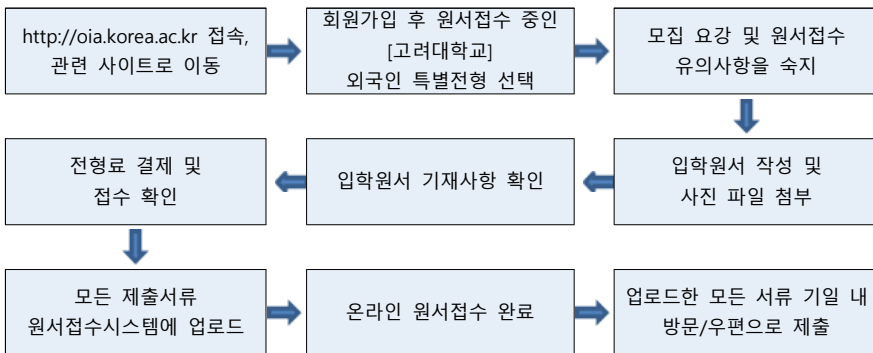 http://oia.korea.ac.kr 접속,
관련 사이트로 이동
회원가입 후 원서접수 중인
[고려대학교]
외국인 특별전형 선택
모집 요강 및 원서접수
유의사항을 숙지
입학원서 작성 및
사진 파일 첨부
입학원서 기재사항 확인
전형료 결제 및
접수 확인
모든 제출서류
원서접수시스템에 업로드
온라인 원서접수 완료
업로드한 모든 서류 기일 내
방문/우편으로 제출